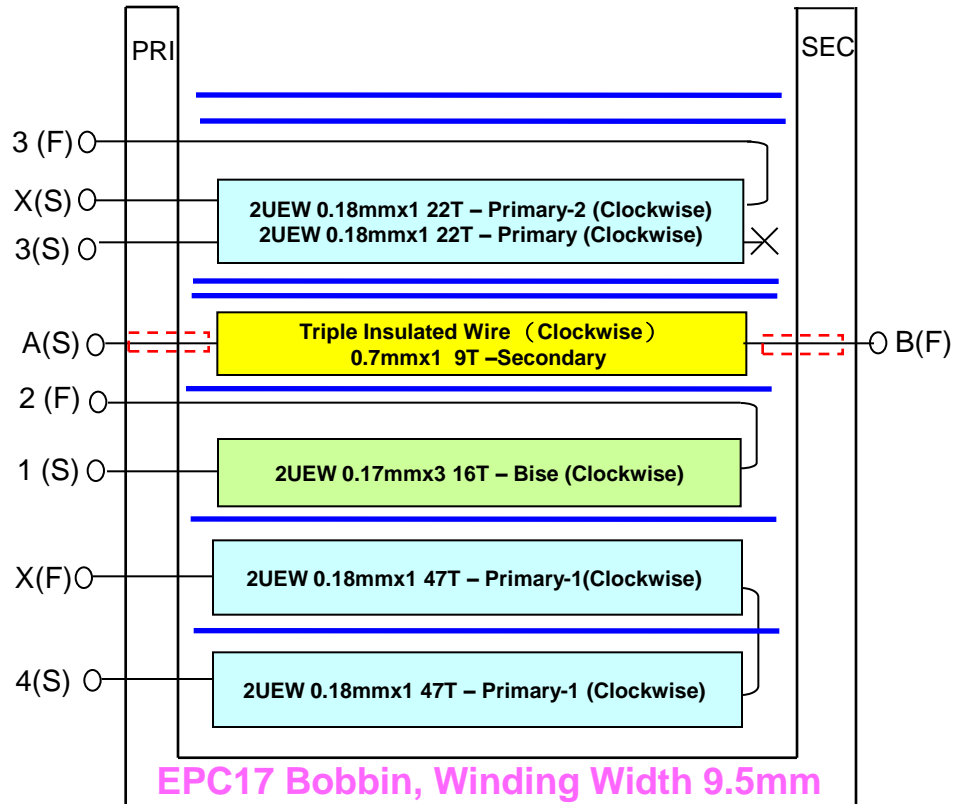 PRI
SEC
3 (F)
X(S)
2UEW 0.18mmx1 22T – Primary-2 (Clockwise)
2UEW 0.18mmx1 22T – Primary (Clockwise)
3(S)
A(S)
Triple Insulated Wire（Clockwise）
0.7mmx1 9T –Secondary
B(F)
2 (F)
1 (S)
2UEW 0.17mmx3 16T – Bise (Clockwise)
X(F)
2UEW 0.18mmx1 47T – Primary-1(Clockwise)
4(S)
2UEW 0.18mmx1 47T – Primary-1 (Clockwise)
EPC17 Bobbin, Winding Width 9.5mm